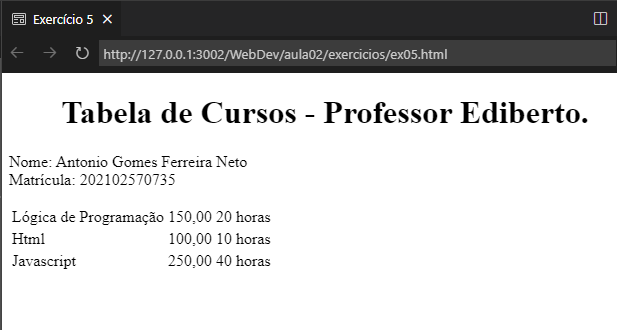 Exercício 5
http://127.0.0.1:3002/WebDev/aula02/exercicios/ex05.html
Tabela de Cursos - Professor Ediberto.
Nome: Antonio Gomes Ferreira Neto
Matrícula: 202102570735
Lógica de Programação 150,00 20 horas
Html 100,00 10 horas
Javascript 250,00 40 horas